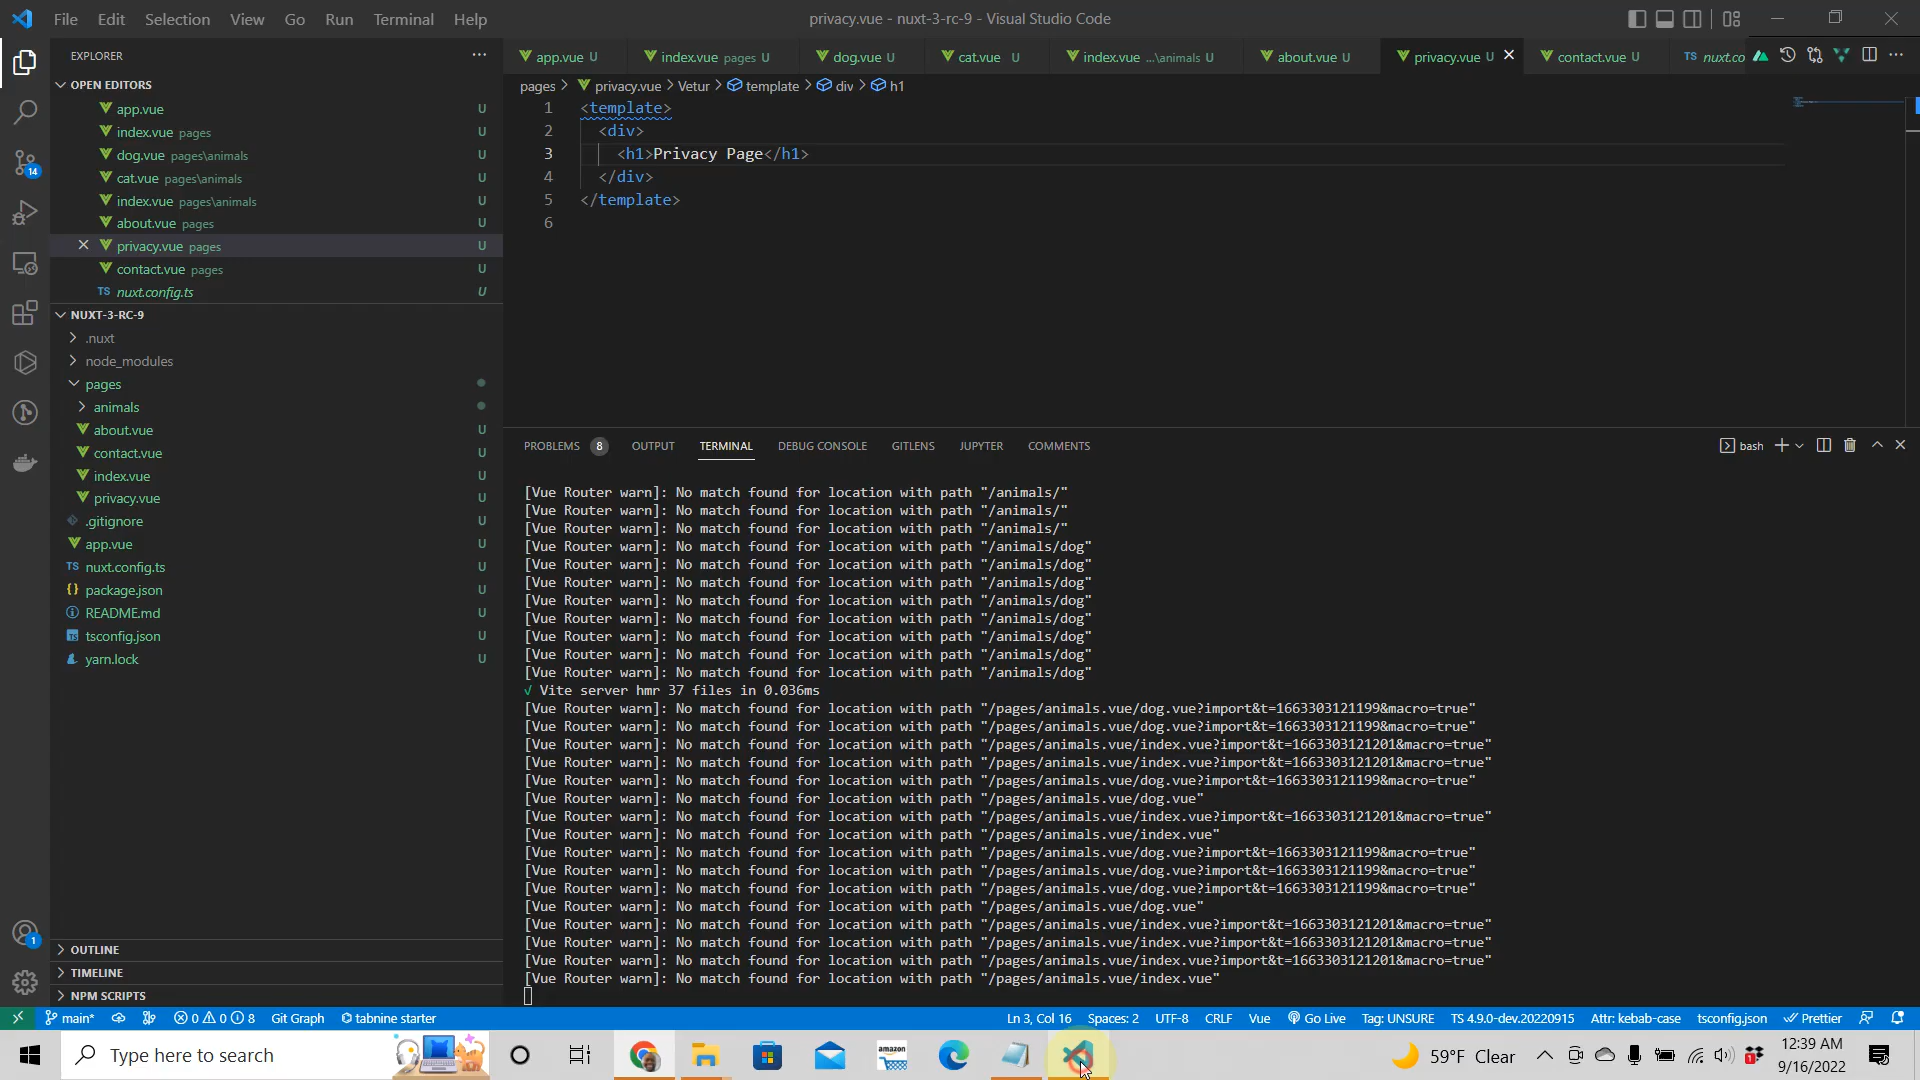 File Edit Selection View Go Run Terminal Help
privacy.vue - nuxt-3-rc-9 - Visual Studio Code
EXPLORER
OPEN EDITORS
app.vue U
index.vue pages U
dog.vue pages\animals U
cat.vue pages\animals U
index.vue pages\animals U
about.vue pages U
privacy.vue pages U
contact.vue pages U
TS nuxt.config.ts U
NUXT-3-RC-9
.nuxt
node_modules
pages
animals
about.vue U
contact.vue U
index.vue U
privacy.vue U
.gitignore U
app.vue U
TS nuxt.config.ts U
{} package.json U
README.md U
tsconfig.json U
yarn.lock U
OUTLINE
TIMELINE
NPM SCRIPTS
14
1
app.vue U index.vue pages U dog.vue U cat.vue U index.vue ...\animals U about.vue U privacy.vue U contact.vue U TS nuxt.co
pages > privacy.vue > Vetur > template > div > h1
1 <template>
2 <div>
3 <h1>Privacy Page</h1>
4 </div>
5 </template>
6
PROBLEMS 8 OUTPUT TERMINAL DEBUG CONSOLE GITLENS JUPYTER COMMENTS bash
[Vue Router warn]: No match found for location with path "/animals/"
[Vue Router warn]: No match found for location with path "/animals/"
[Vue Router warn]: No match found for location with path "/animals/"
[Vue Router warn]: No match found for location with path "/animals/dog"
[Vue Router warn]: No match found for location with path "/animals/dog"
[Vue Router warn]: No match found for location with path "/animals/dog"
[Vue Router warn]: No match found for location with path "/animals/dog"
[Vue Router warn]: No match found for location with path "/animals/dog"
[Vue Router warn]: No match found for location with path "/animals/dog"
[Vue Router warn]: No match found for location with path "/animals/dog"
[Vue Router warn]: No match found for location with path "/animals/dog"
√ Vite server hmr 37 files in 0.036ms
[Vue Router warn]: No match found for location with path "/pages/animals.vue/dog.vue?import&t=1663303121199&macro=true"
[Vue Router warn]: No match found for location with path "/pages/animals.vue/dog.vue?import&t=1663303121199&macro=true"
[Vue Router warn]: No match found for location with path "/pages/animals.vue/index.vue?import&t=1663303121201&macro=true"
[Vue Router warn]: No match found for location with path "/pages/animals.vue/index.vue?import&t=1663303121201&macro=true"
[Vue Router warn]: No match found for location with path "/pages/animals.vue/dog.vue?import&t=1663303121199&macro=true"
[Vue Router warn]: No match found for location with path "/pages/animals.vue/dog.vue"
[Vue Router warn]: No match found for location with path "/pages/animals.vue/index.vue?import&t=1663303121201&macro=true"
[Vue Router warn]: No match found for location with path "/pages/animals.vue/index.vue"
[Vue Router warn]: No match found for location with path "/pages/animals.vue/dog.vue?import&t=1663303121199&macro=true"
[Vue Router warn]: No match found for location with path "/pages/animals.vue/dog.vue?import&t=1663303121199&macro=true"
[Vue Router warn]: No match found for location with path "/pages/animals.vue/dog.vue?import&t=1663303121199&macro=true"
[Vue Router warn]: No match found for location with path "/pages/animals.vue/dog.vue"
[Vue Router warn]: No match found for location with path "/pages/animals.vue/index.vue?import&t=1663303121201&macro=true"
[Vue Router warn]: No match found for location with path "/pages/animals.vue/index.vue?import&t=1663303121201&macro=true"
[Vue Router warn]: No match found for location with path "/pages/animals.vue/index.vue?import&t=1663303121201&macro=true"
[Vue Router warn]: No match found for location with path "/pages/animals.vue/index.vue"
main* 0 0 8 Git Graph tabnine starter Ln 3, Col 16 Spaces: 2 UTF-8 CRLF Vue Go Live Tag: UNSURE TS 4.9.0-dev.20220915 Attr: kebab-case tsconfig.json Prettier
Type here to search
amazon
59°F Clear
12:39 AM
9/16/2022